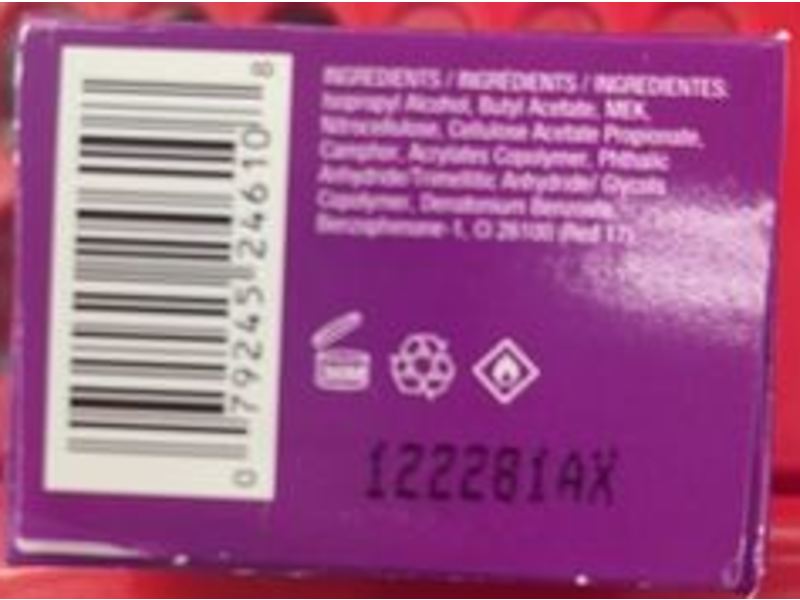 INGREDIENTS / INGRÉDIENTS / INGREDIENTES:
Isopropyl Alcohol, Butyl Acetate, MEK,
Nitrocellulose, Cellulose Acetate Propionate,
Camphor, Acrylates Copolymer, Phthalic
Anhydride/Trimellitic Anhydride/ Glycols
Copolymer, Denatonium Benzoate,
Benzophenone-1, CI 26100 (Red 17).
0 79245 24610 8
122281AX